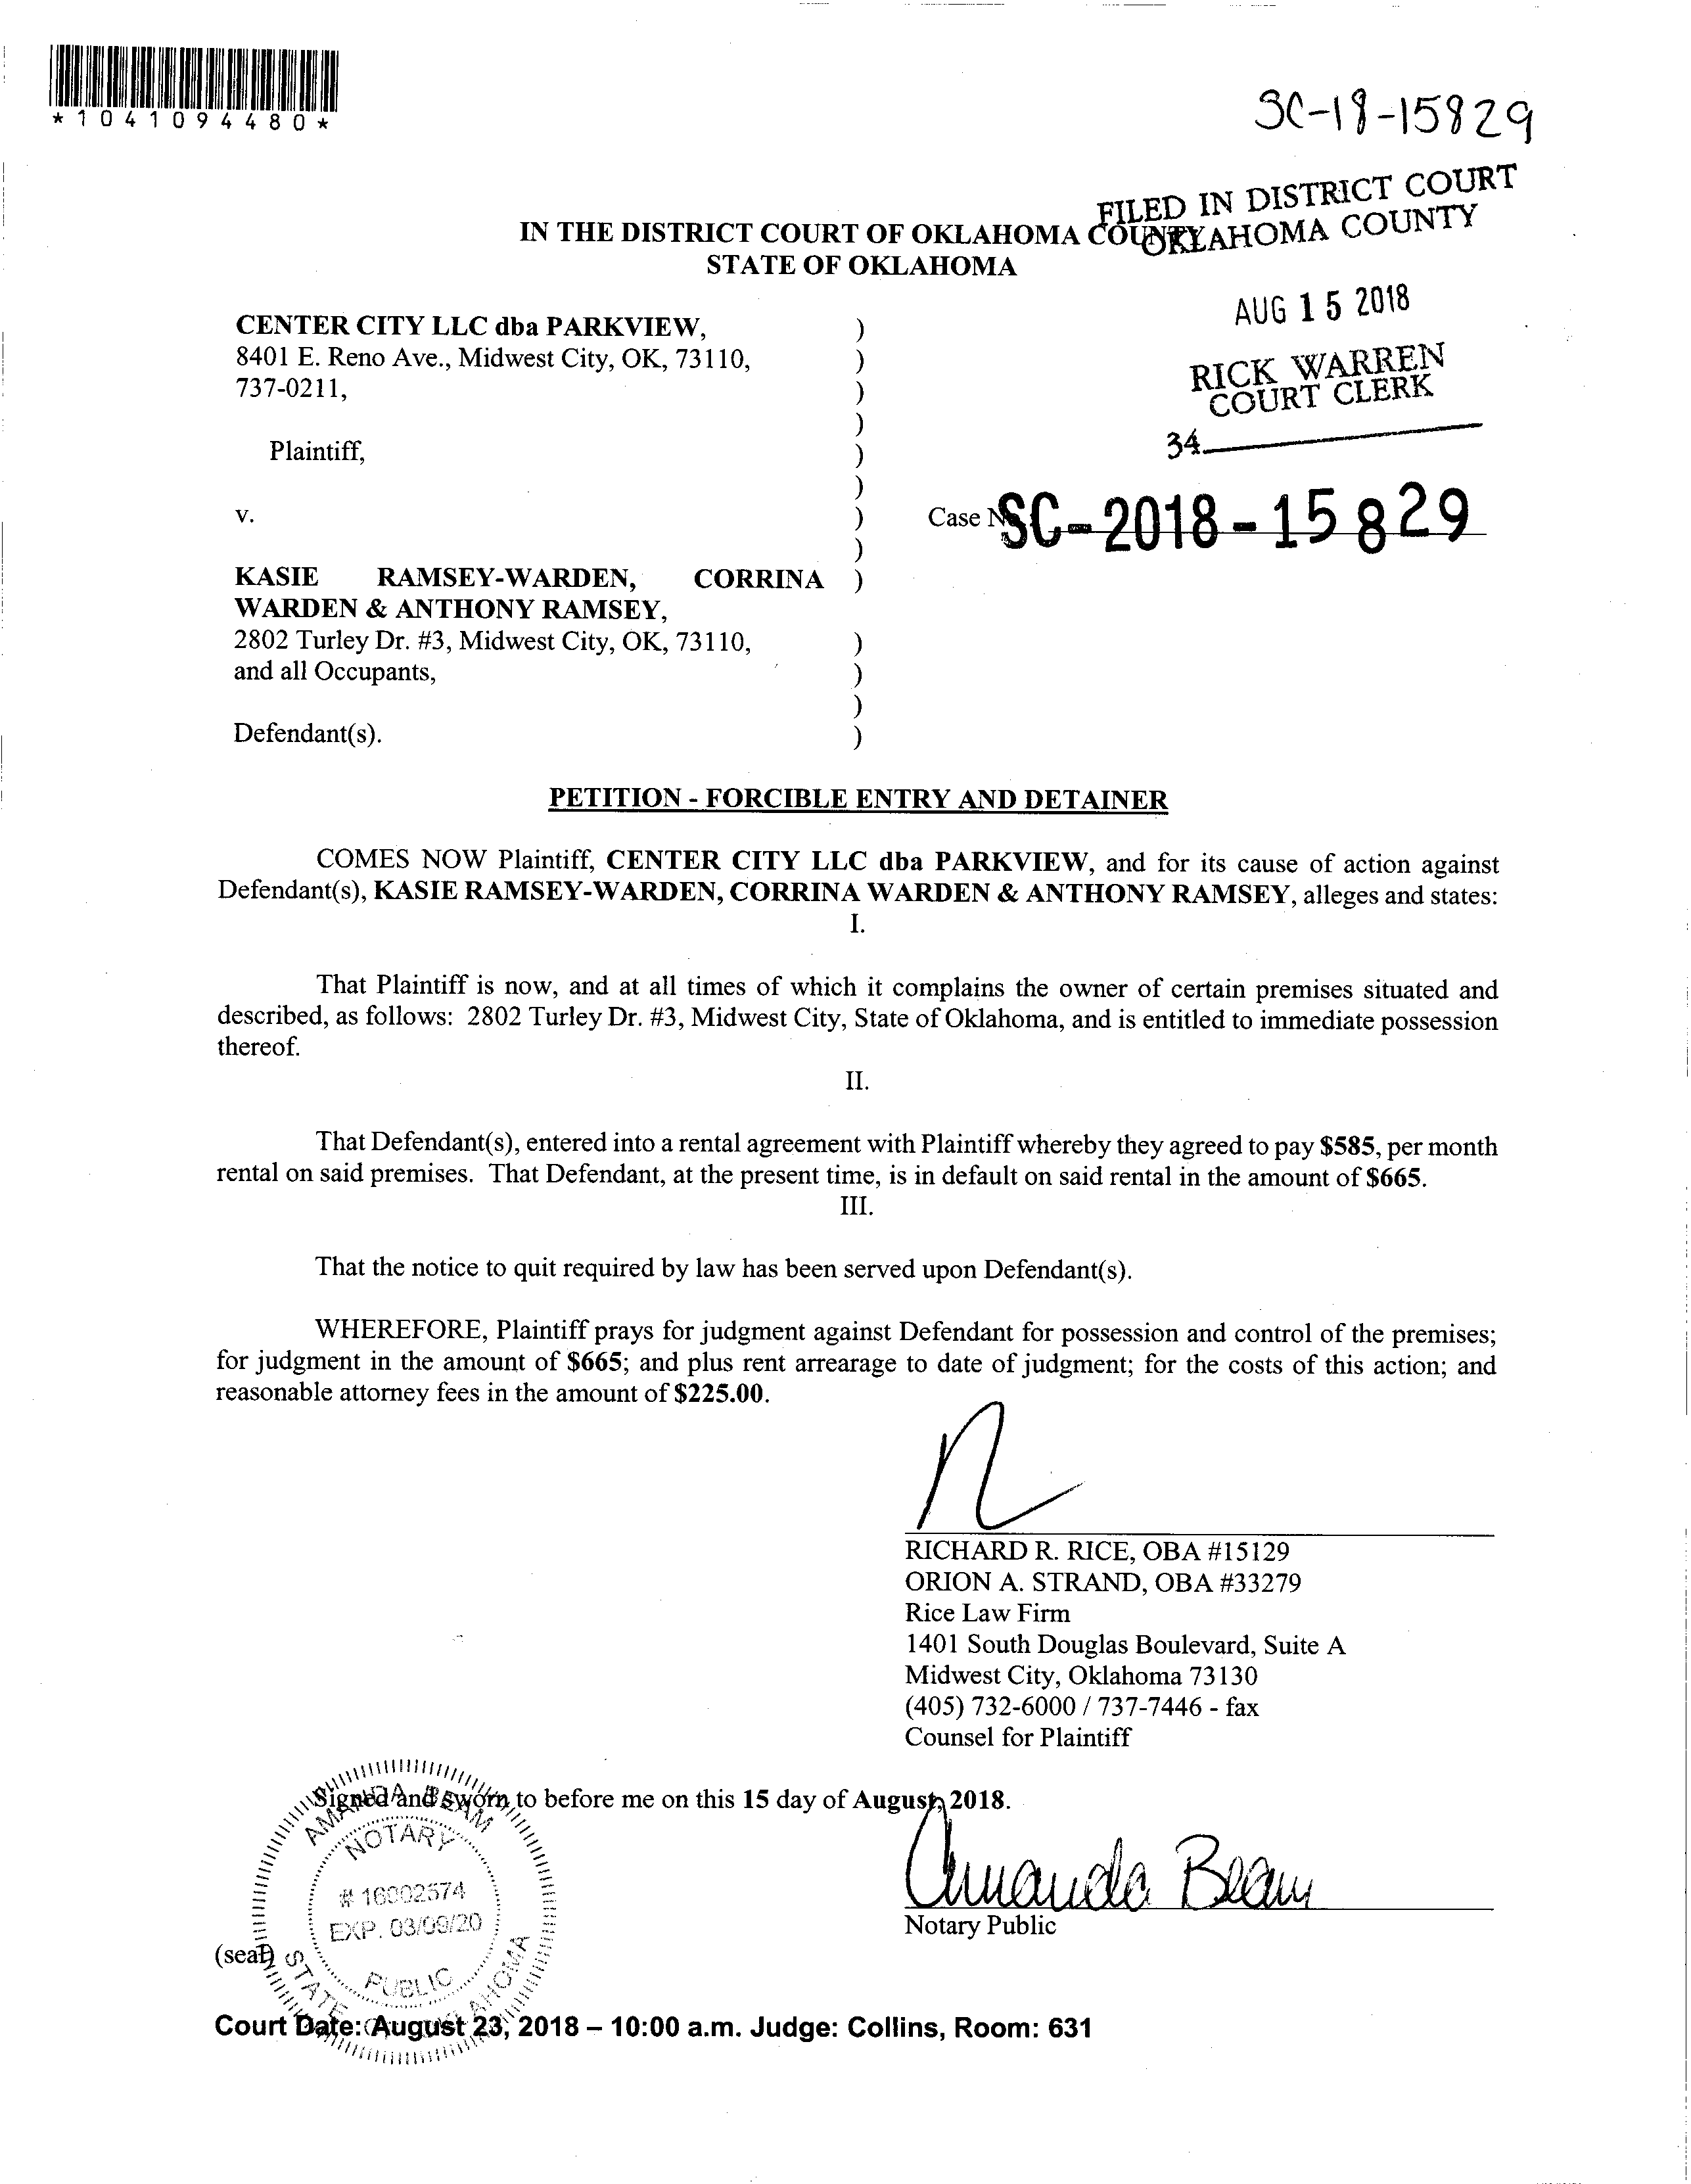 *1041094480*
SC-18-15829
FILED IN DISTRICT COURT
OKLAHOMA COUNTY
IN THE DISTRICT COURT OF OKLAHOMA COUNTY
STATE OF OKLAHOMA
AUG 15 2018
RICK WARREN
COURT CLERK
34
CENTER CITY LLC dba PARKVIEW, )
8401 E. Reno Ave., Midwest City, OK, 73110, )
737-0211, )
)
Plaintiff, )
)
v. )
Case SC-2018-15829
)
KASIE RAMSEY-WARDEN, CORRINA )
WARDEN & ANTHONY RAMSEY,
2802 Turley Dr. #3, Midwest City, OK, 73110, )
and all Occupants, )
)
Defendant(s). )
PETITION - FORCIBLE ENTRY AND DETAINER
COMES NOW Plaintiff, CENTER CITY LLC dba PARKVIEW, and for its cause of action against
Defendant(s), KASIE RAMSEY-WARDEN, CORRINA WARDEN & ANTHONY RAMSEY, alleges and states:
I.
That Plaintiff is now, and at all times of which it complains the owner of certain premises situated and
described, as follows: 2802 Turley Dr. #3, Midwest City, State of Oklahoma, and is entitled to immediate possession
thereof.
II.
That Defendant(s), entered into a rental agreement with Plaintiff whereby they agreed to pay $585, per month
rental on said premises. That Defendant, at the present time, is in default on said rental in the amount of $665.
III.
That the notice to quit required by law has been served upon Defendant(s).
WHEREFORE, Plaintiff prays for judgment against Defendant for possession and control of the premises;
for judgment in the amount of $665; and plus rent arrearage to date of judgment; for the costs of this action; and
reasonable attorney fees in the amount of $225.00.
RICHARD R. RICE, OBA #15129
ORION A. STRAND, OBA #33279
Rice Law Firm
1401 South Douglas Boulevard, Suite A
Midwest City, Oklahoma 73130
(405) 732-6000 / 737-7446 - fax
Counsel for Plaintiff
Signed and sworn to before me on this 15 day of August, 2018.
Amanda Beam
Notary Public
AMANDA BEAM
NOTARY
# 16002574
EXP. 03/09/20
PUBLIC
STATE OF OKLAHOMA
(seal)
Court Date: August 23, 2018 – 10:00 a.m. Judge: Collins, Room: 631